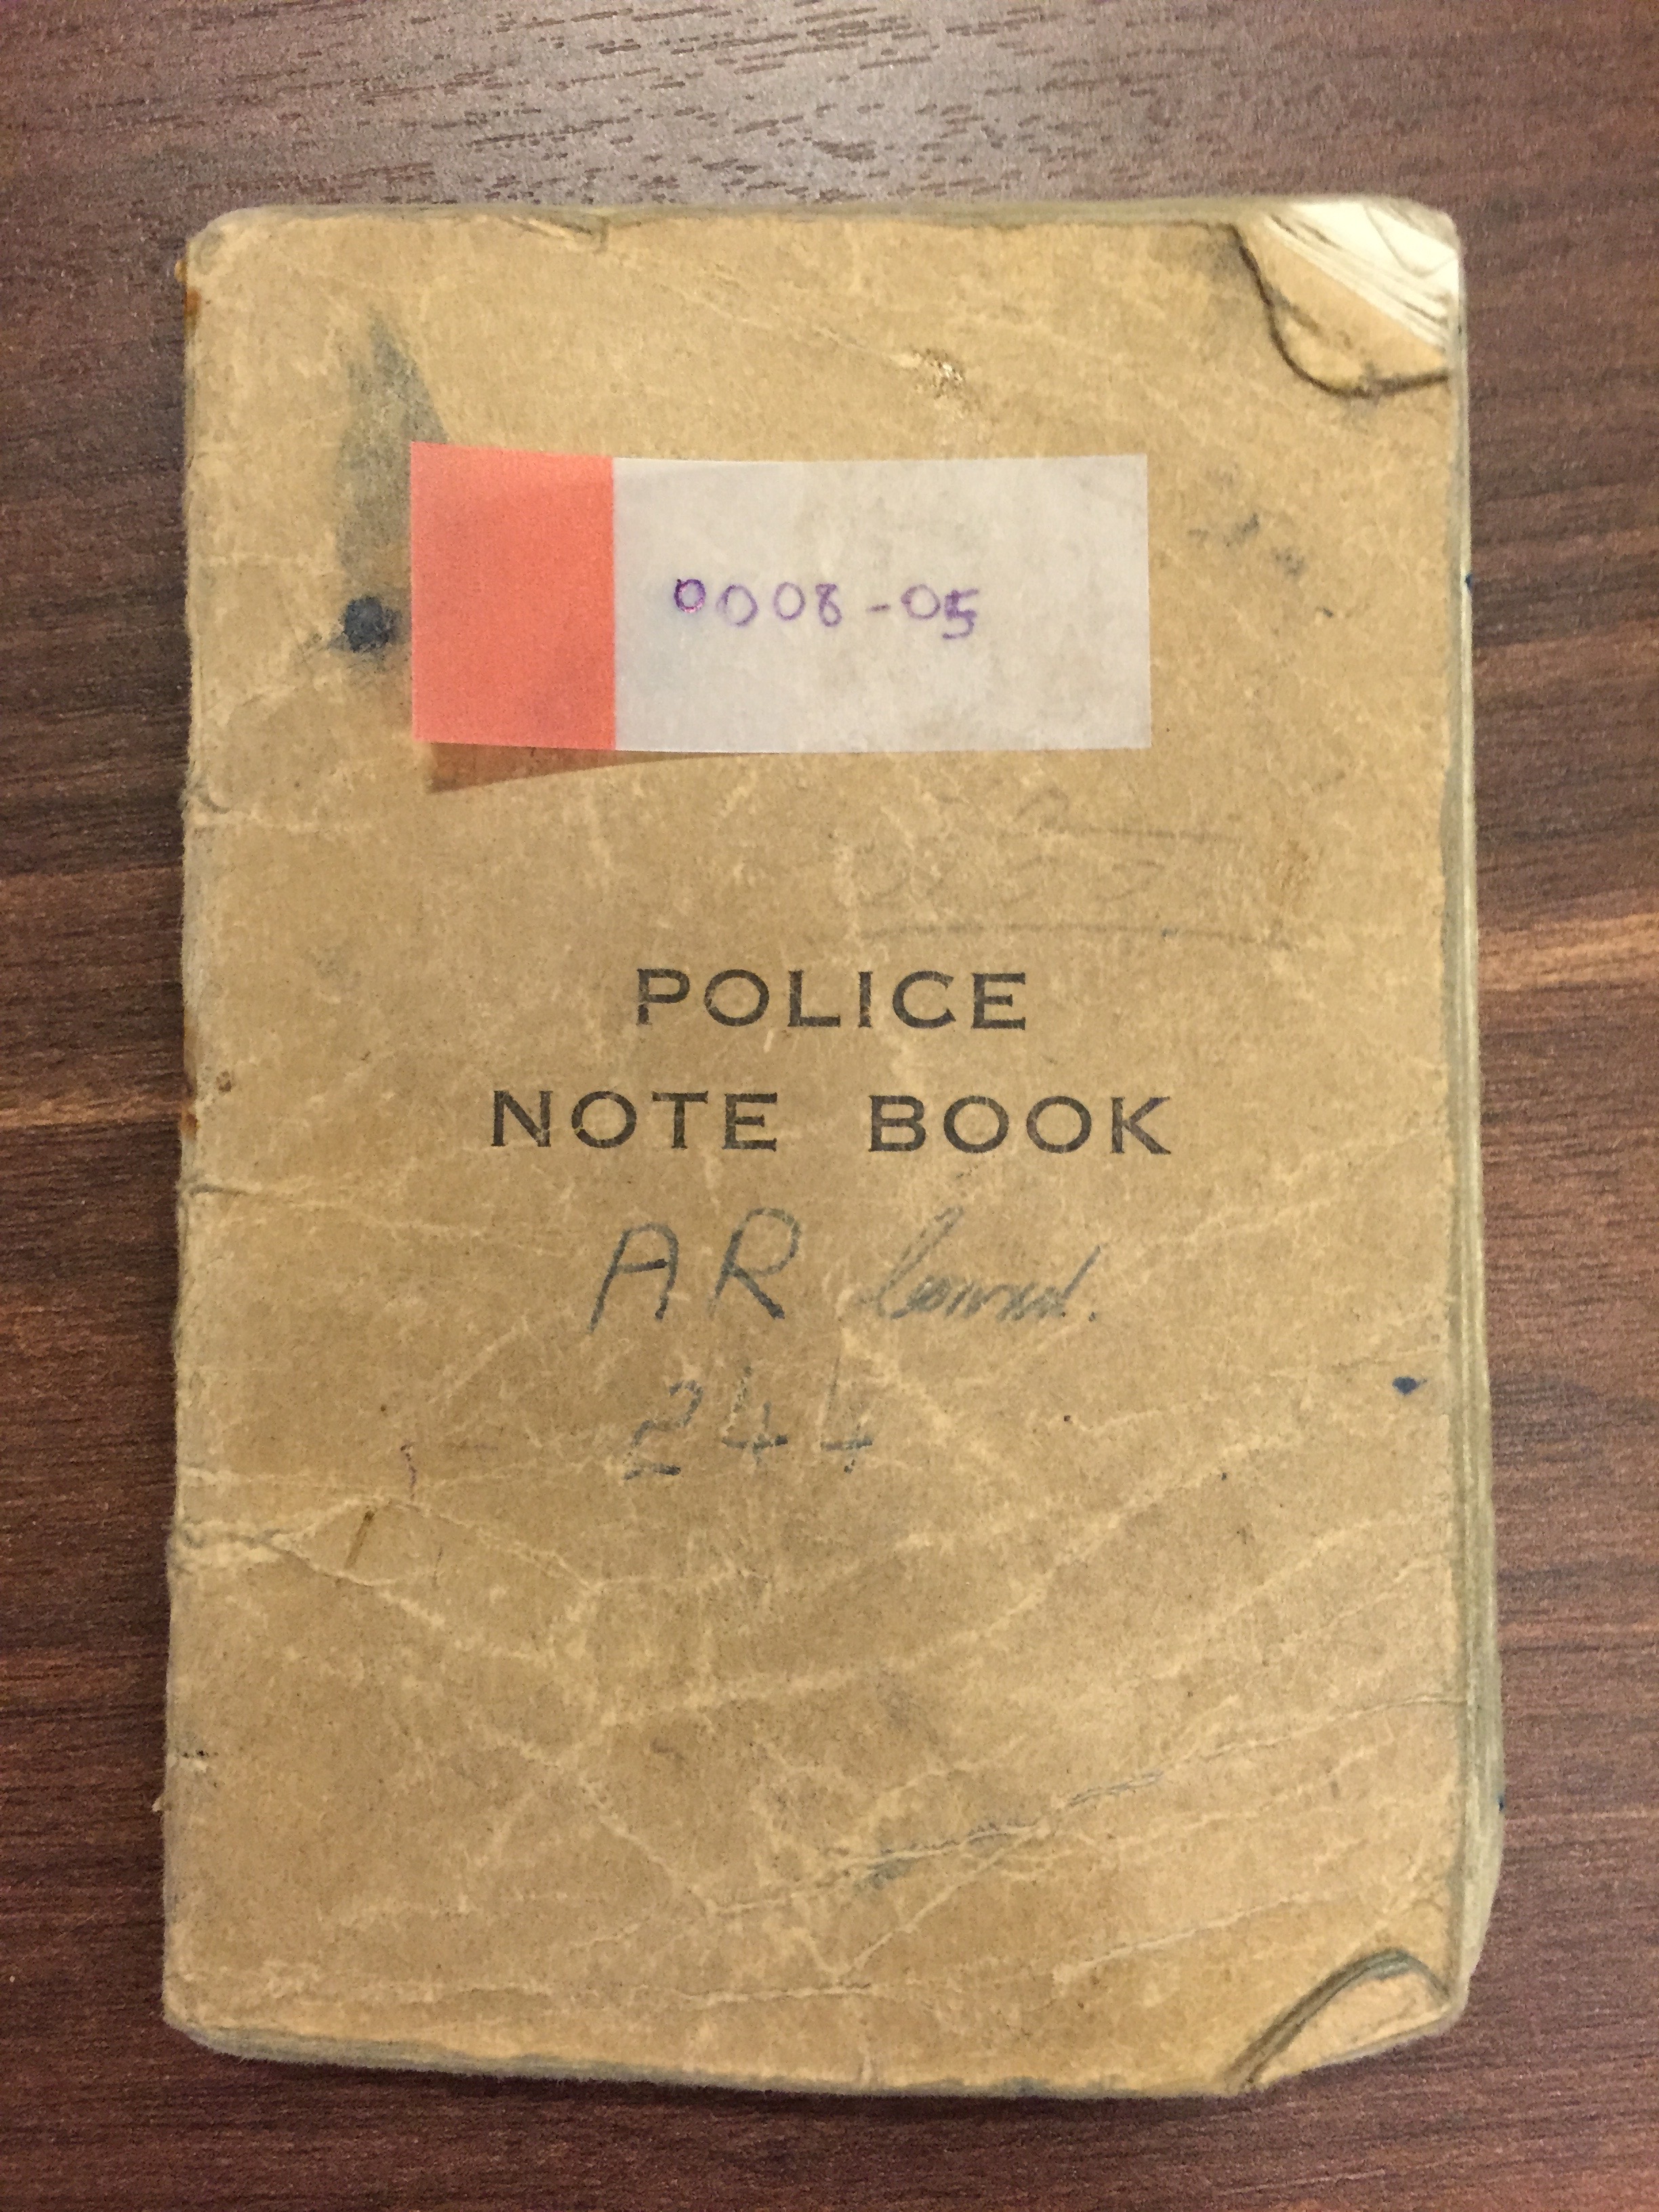 0008-05
POLICE
NOTE BOOK
AR
244